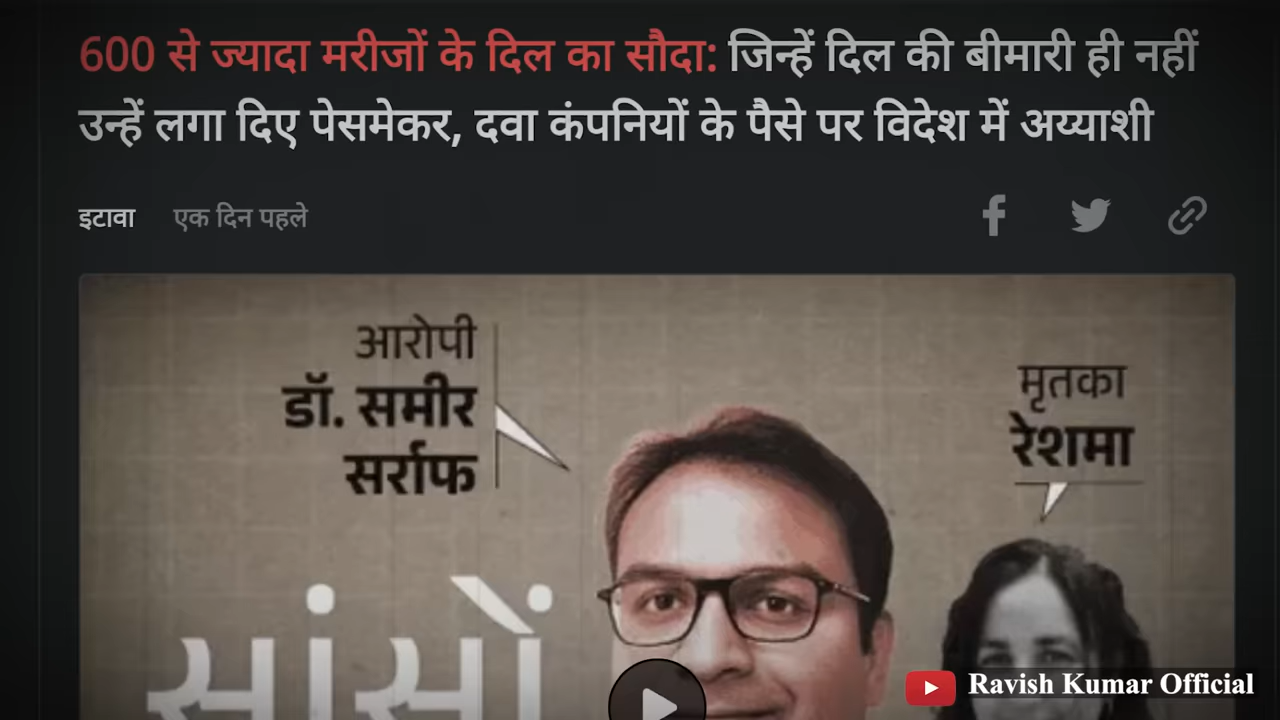 600 से ज्यादा मरीजों के दिल का सौदा: जिन्हें दिल की बीमारी ही नहीं
उन्हें लगा दिए पेसमेकर, दवा कंपनियों के पैसे पर विदेश में अय्याशी
इटावा एक दिन पहले
आरोपी
डॉ. समीर
सर्राफ
मृतका
रेशमा
सांसों
Ravish Kumar Official